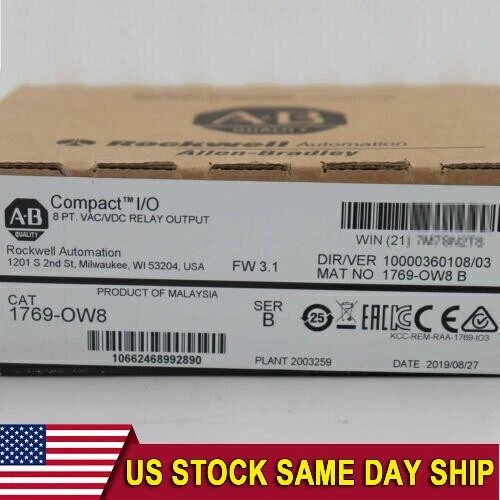 A·B
QUALITY
Rockwell Automation
Allen-Bradley
A·B
QUALITY
Compact™ I/O
8 PT. VAC/VDC RELAY OUTPUT
Rockwell Automation
1201 S 2nd St, Milwaukee, WI 53204, USA
FW 3.1
WIN (21)
DIR/VER 10000360108/03
MAT NO 1769-OW8 B
PRODUCT OF MALAYSIA
CAT
1769-OW8
10662468992890
SER
B
25
EAC
KCC-REM-RAA-1769-IO3
PLANT 2003259
DATE 2019/08/27
US STOCK SAME DAY SHIP